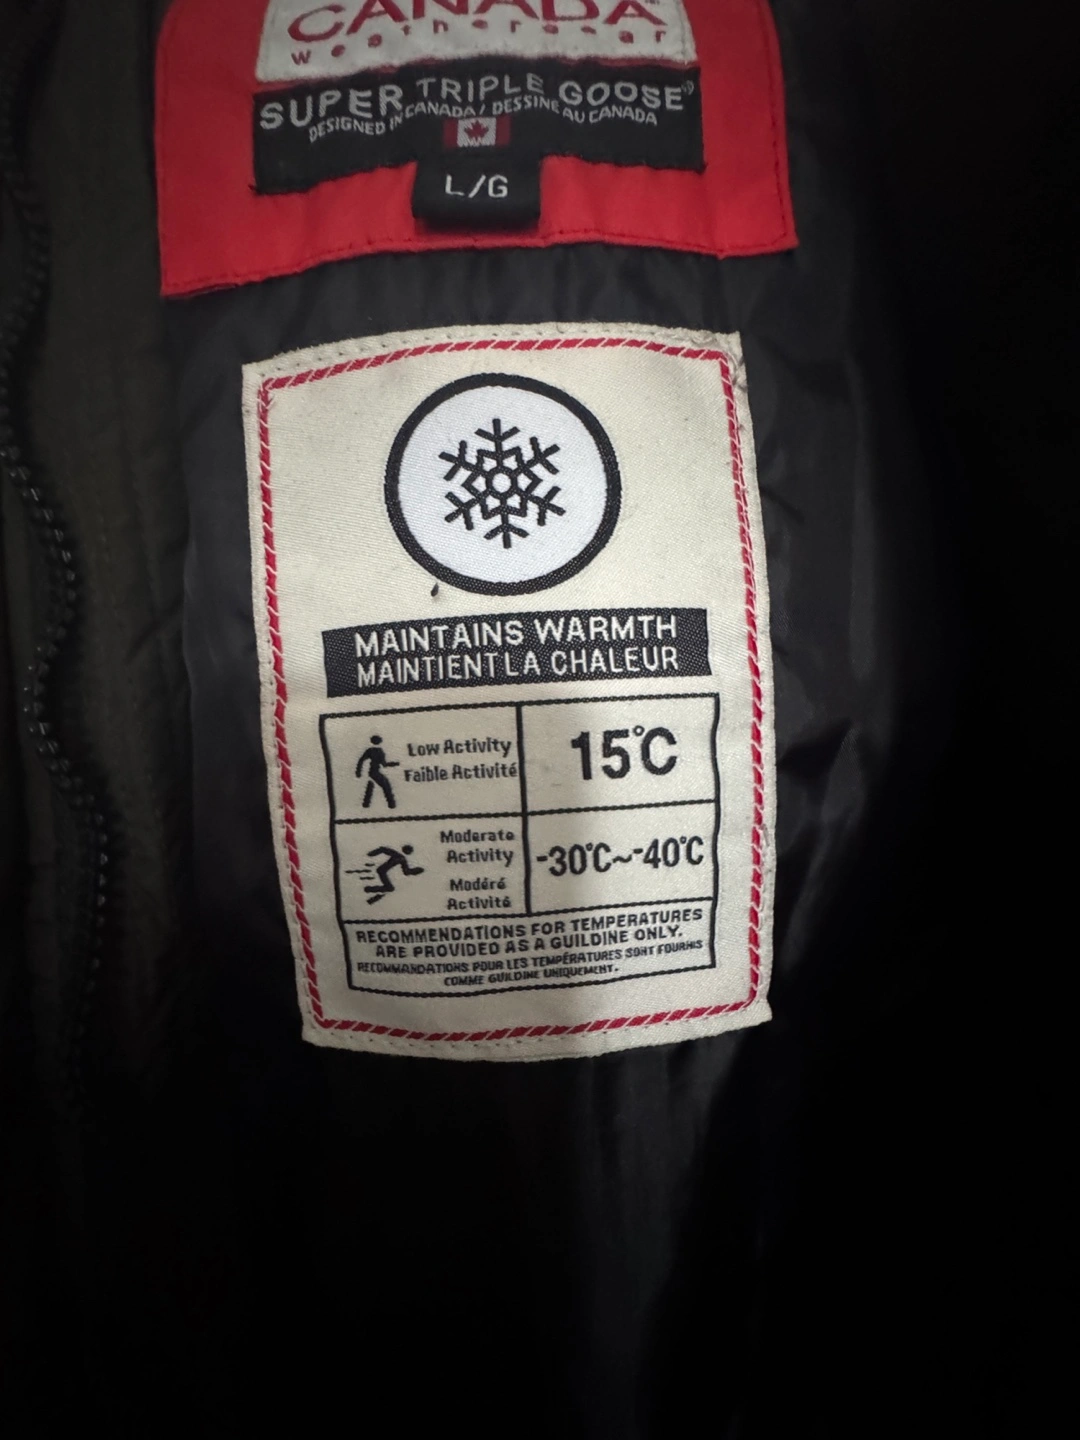 CANADA
weathergear
SUPER TRIPLE GOOSE®
DESIGNED IN CANADA / DESSINE AU CANADA
L/G
MAINTAINS WARMTH
MAINTIENT LA CHALEUR
Low Activity
Faible Activité
15°C
Moderate
Activity
Modéré
Activité
-30°C~-40°C
RECOMMENDATIONS FOR TEMPERATURES
ARE PROVIDED AS A GUILDINE ONLY.
RECOMMANDATIONS POUR LES TEMPÉRATURES SONT FOURNIS
COMME GUILDINE UNIQUEMENT.